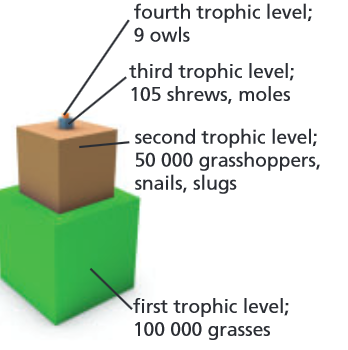 fourth trophic level;
9 owls
third trophic level;
105 shrews, moles
second trophic level;
50 000 grasshoppers,
snails, slugs
first trophic level;
100 000 grasses